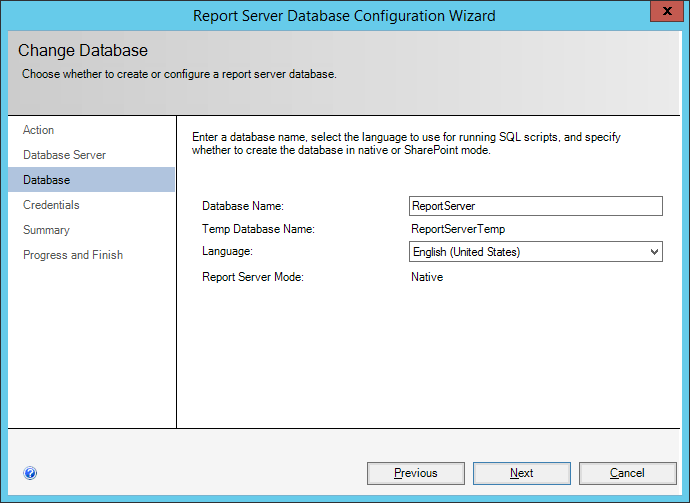 Report Server Database Configuration Wizard
x
Change Database
Choose whether to create or configure a report server database.
Action
Database Server
Database
Credentials
Summary
Progress and Finish
Enter a database name, select the language to use for running SQL scripts, and specify
whether to create the database in native or SharePoint mode.
Database Name:
ReportServer
Temp Database Name:
ReportServerTemp
Language:
English (United States)
Report Server Mode:
Native
?
Previous
Next
Cancel